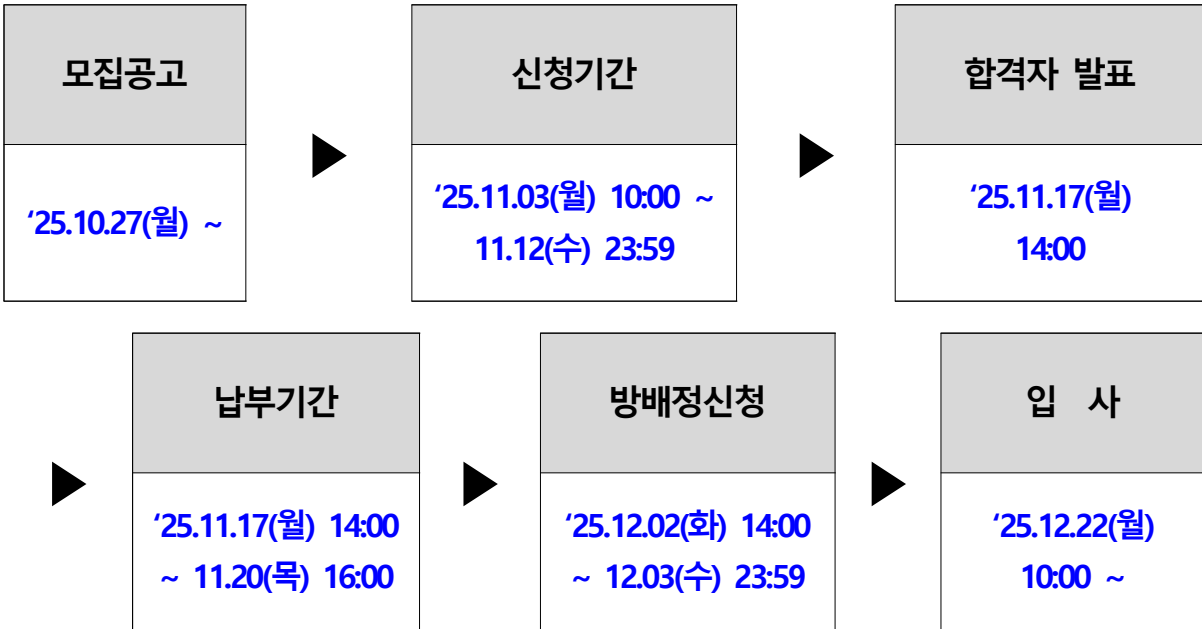 모집공고
‘25.10.27(월) ~
신청기간
‘25.11.03(월) 10:00 ~
11.12(수) 23:59
합격자 발표
‘25.11.17(월)
14:00
납부기간
‘25.11.17(월) 14:00
~ 11.20(목) 16:00
방배정신청
‘25.12.02(화) 14:00
~ 12.03(수) 23:59
입 사
‘25.12.22(월)
10:00 ~